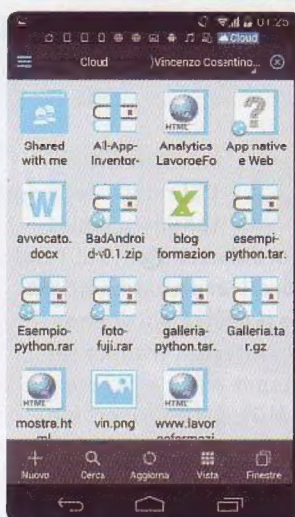 01:25
Cloud
Cloud
Vincenzo Cosentino...
Shared
with me
All-App-
Inventor-
HTML
Analytics
LavoroeFo
App native
e Web
W
avvocato.
docx
BadAndroi
d-v0.1.zip
X
blog
formazion
esempi-
python.tar.
Esempio-
python.rar
foto-
fuji.rar
galleria-
python.tar.
Galleria.ta
r.gz
HTML
mostra.ht
ml
vin.png
HTML
www.lavor
oeformazi
Nuovo
Cerca
Aggiorna
Vista
Finestre